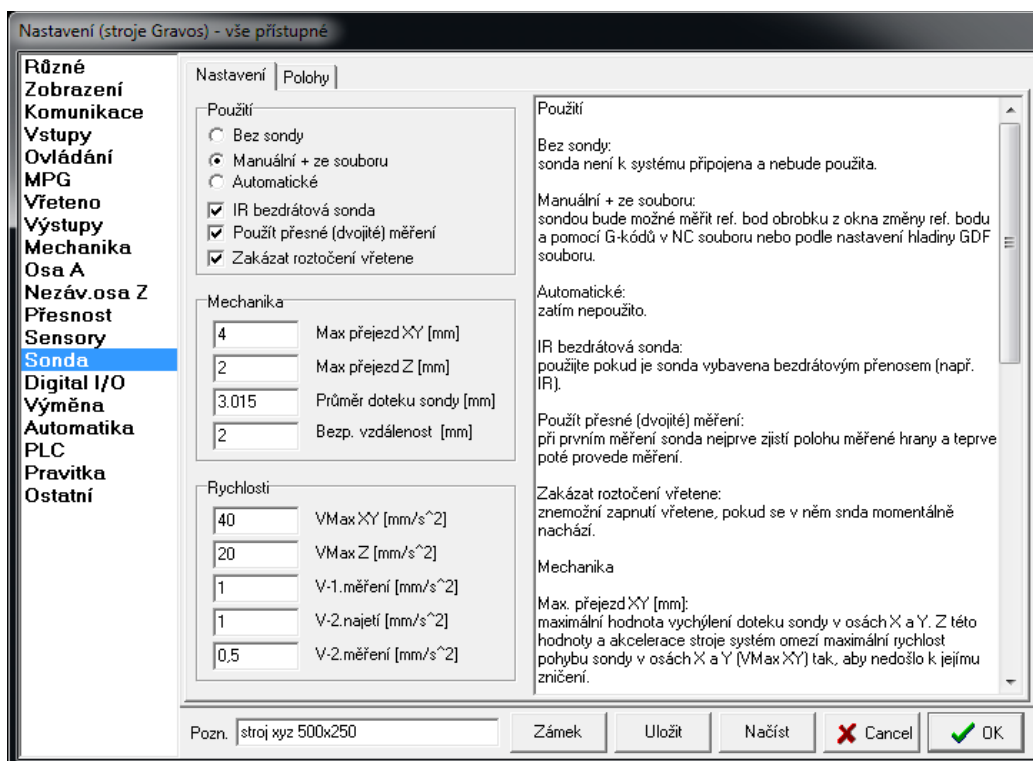 Nastavení (stroje Gravos) - vše přístupné
Různé
Zobrazení
Komunikace
Vstupy
Ovládání
MPG
Vřeteno
Výstupy
Mechanika
Osa A
Nezáv.osa Z
Přesnost
Sensory
Sonda
Digital I/O
Výměna
Automatika
PLC
Pravitka
Ostatní
Nastavení
Polohy
Použití
Bez sondy
Manuální + ze souboru
Automatické
IR bezdrátová sonda
Použít přesné (dvojité) měření
Zakázat roztočení vřetene
Mechanika
4 Max přejezd XY [mm]
2 Max přejezd Z [mm]
3.015 Průměr doteku sondy [mm]
2 Bezp. vzdálenost [mm]
Rychlosti
40 VMax XY [mm/s^2]
20 VMax Z [mm/s^2]
1 V-1.měření [mm/s^2]
1 V-2.najetí [mm/s^2]
0,5 V-2.měření [mm/s^2]
Použití
Bez sondy:
sonda není k systému připojena a nebude použita.
Manuální + ze souboru:
sondou bude možné měřit ref. bod obrobku z okna změny ref. bodu
a pomocí G-kódů v NC souboru nebo podle nastavení hladiny GDF
souboru.
Automatické:
zatím nepoužito.
IR bezdrátová sonda:
použijte pokud je sonda vybavena bezdrátovým přenosem (např.
IR).
Použít přesné (dvojité) měření:
při prvním měření sonda nejprve zjistí polohu měřené hrany a teprve
poté provede měření.
Zakázat roztočení vřetene:
znemožní zapnutí vřetene, pokud se v něm snda momentálně
nachází.
Mechanika
Max. přejezd XY [mm]:
maximální hodnota vychýlení doteku sondy v osách X a Y. Z této
hodnoty a akcelerace stroje systém omezí maximální rychlost
pohybu sondy v osách X a Y (VMax XY) tak, aby nedošlo k jejímu
zničení.
Pozn. stroj xyz 500x250
Zámek
Uložit
Načíst
Cancel
OK